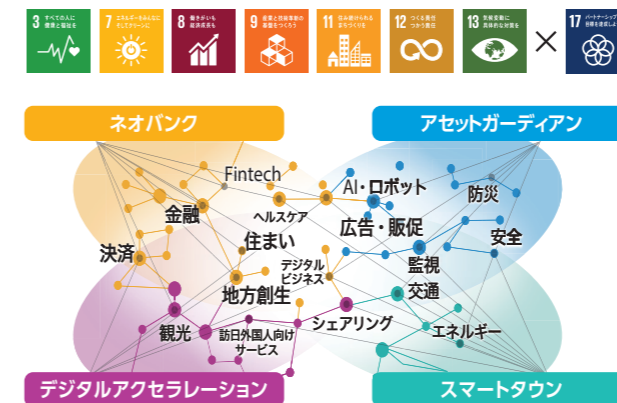 3 すべての人に
健康と福祉を
7 エネルギーをみんなに
そしてクリーンに
8 働きがいも
経済成長も
9 産業と技術革新の
基盤をつくろう
11 住み続けられる
まちづくりを
12 つくる責任
つかう責任
13 気候変動に
具体的な対策を
×
17 パートナーシップで
目標を達成しよう
ネオバンク
アセットガーディアン
Fintech
AI・ロボット
防災
金融
ヘルスケア
広告・販促
決済
住まい
安全
デジタル
ビジネス
監視
地方創生
交通
シェアリング
観光
訪日外国人向け
サービス
エネルギー
デジタルアクセラレーション
スマートタウン